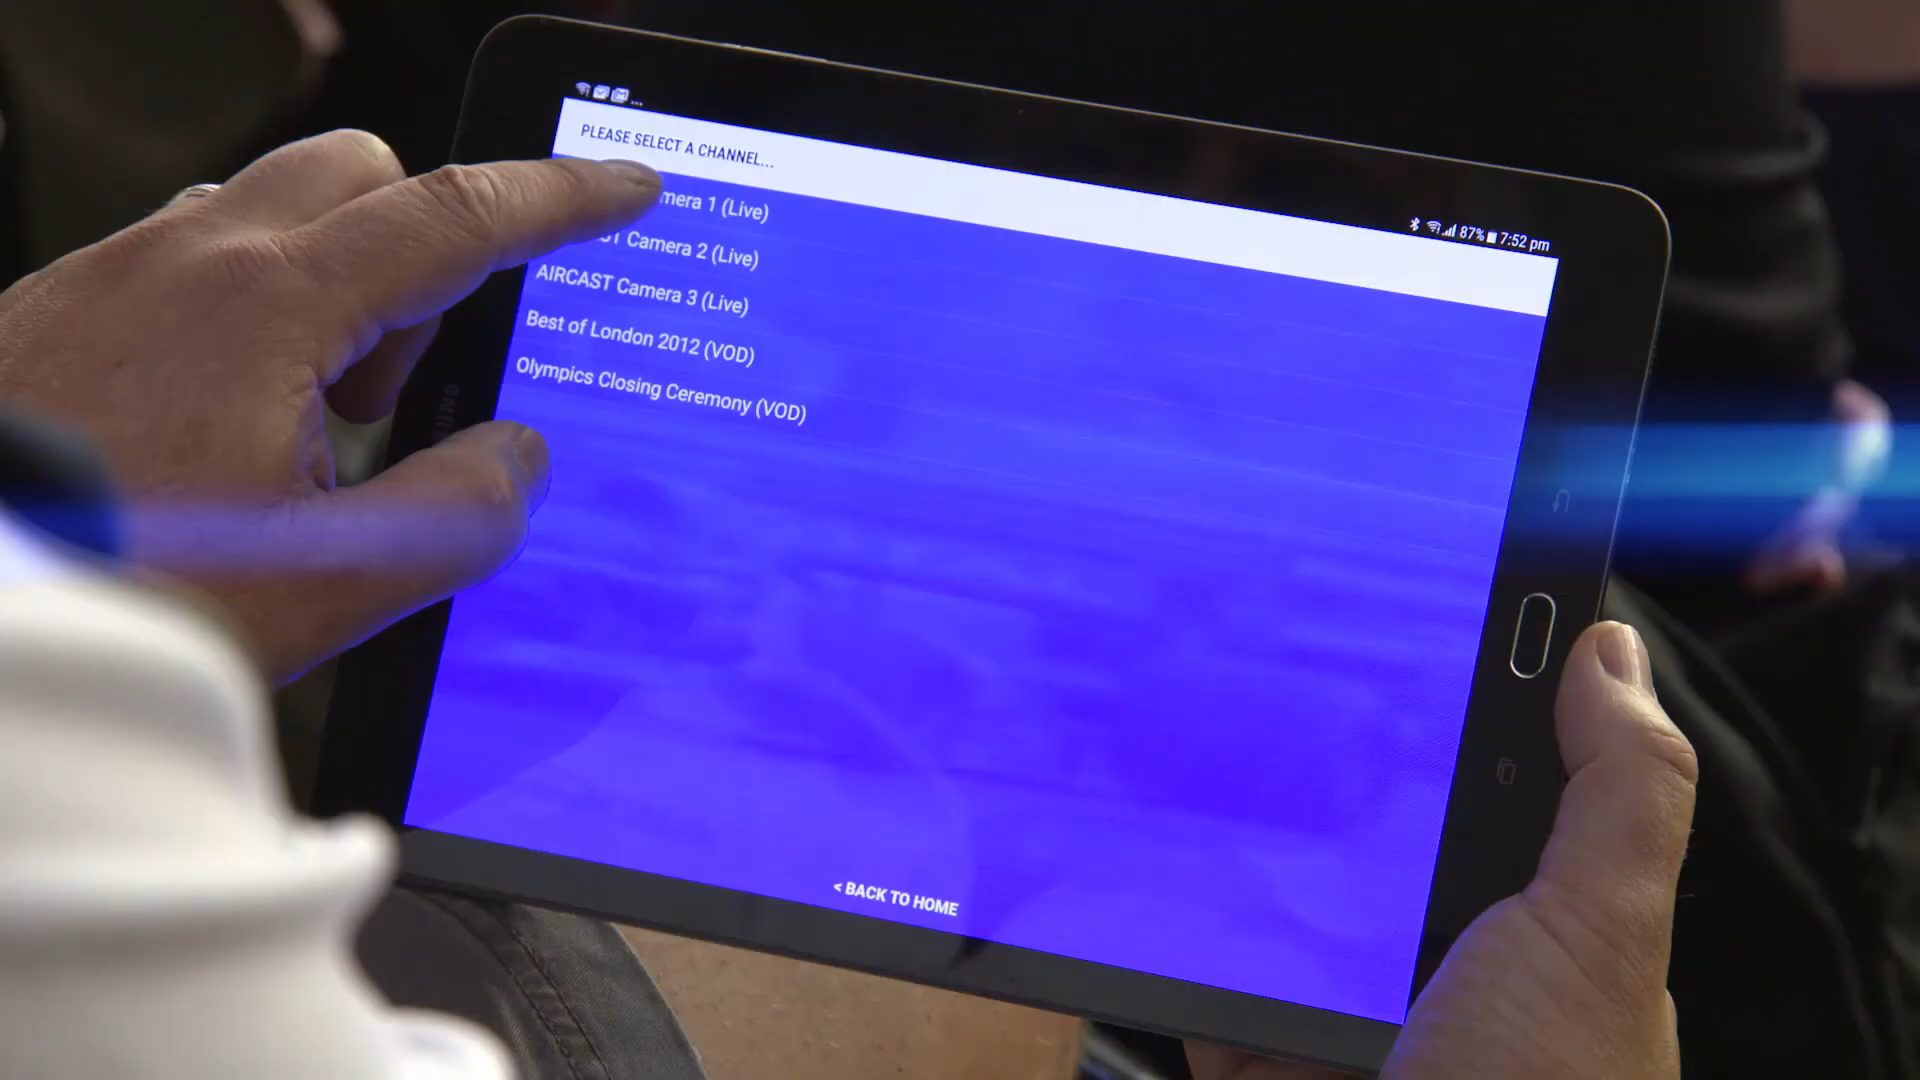 PLEASE SELECT A CHANNEL...
87% 7:52 pm
1 (Live)
Camera 2 (Live)
AIRCAST Camera 3 (Live)
Best of London 2012 (VOD)
Olympics Closing Ceremony (VOD)
< BACK TO HOME